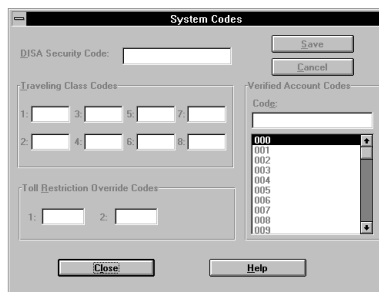 System Codes
DISA Security Code:
Save
Cancel
Traveling Class Codes
1: 3: 5: 7:
2: 4: 6: 8:
Verified Account Codes
Code:
000
001
002
003
004
005
006
007
008
009
Toll Restriction Override Codes
1: 2:
Close
Help